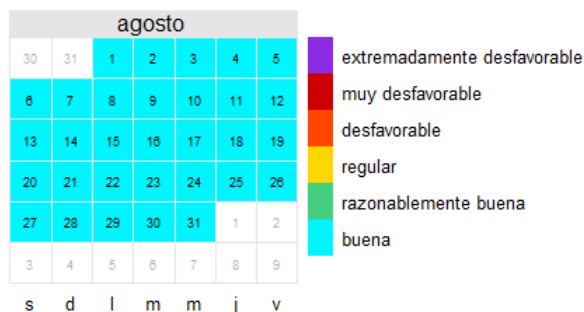 agosto
30 31 1 2 3 4 5
6 7 8 9 10 11 12
13 14 15 16 17 18 19
20 21 22 23 24 25 26
27 28 29 30 31 1 2
3 4 5 6 7 8 9
s d l m m j v
extremadamente desfavorable
muy desfavorable
desfavorable
regular
razonablemente buena
buena